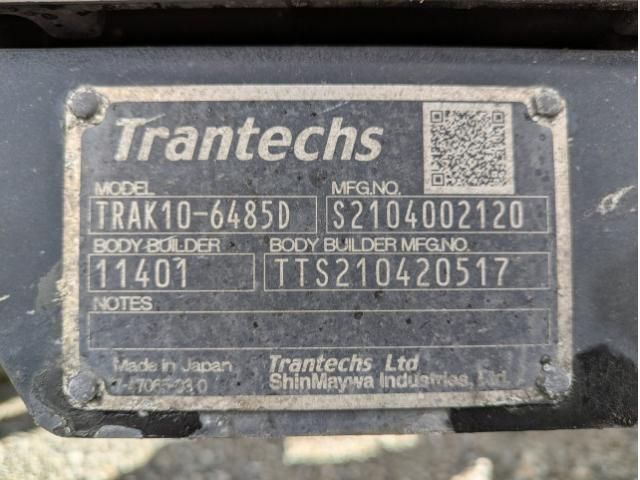 Trantechs
MODEL MFG.NO.
TRAK10-6485D S2104002120
BODY-BUILDER BODY BUILDER MFG.NO.
11401 TTS210420517
NOTES
Made in Japan Trantechs Ltd
ShinMaywa Industries, Ltd.